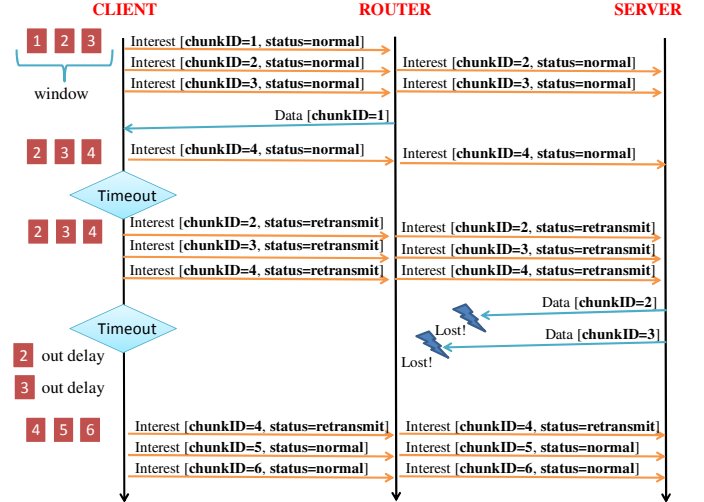 CLIENT ROUTER SERVER
1 2 3 Interest [chunkID=1, status=normal]
Interest [chunkID=2, status=normal] Interest [chunkID=2, status=normal]
Interest [chunkID=3, status=normal] Interest [chunkID=3, status=normal]
window
Data [chunkID=1]
2 3 4 Interest [chunkID=4, status=normal] Interest [chunkID=4, status=normal]
Timeout
2 3 4 Interest [chunkID=2, status=retransmit] Interest [chunkID=2, status=retransmit]
Interest [chunkID=3, status=retransmit] Interest [chunkID=3, status=retransmit]
Interest [chunkID=4, status=retransmit] Interest [chunkID=4, status=retransmit]
Data [chunkID=2]
Timeout Lost! Data [chunkID=3]
2 out delay Lost!
3 out delay
4 5 6 Interest [chunkID=4, status=retransmit] Interest [chunkID=4, status=retransmit]
Interest [chunkID=5, status=normal] Interest [chunkID=5, status=normal]
Interest [chunkID=6, status=normal] Interest [chunkID=6, status=normal]